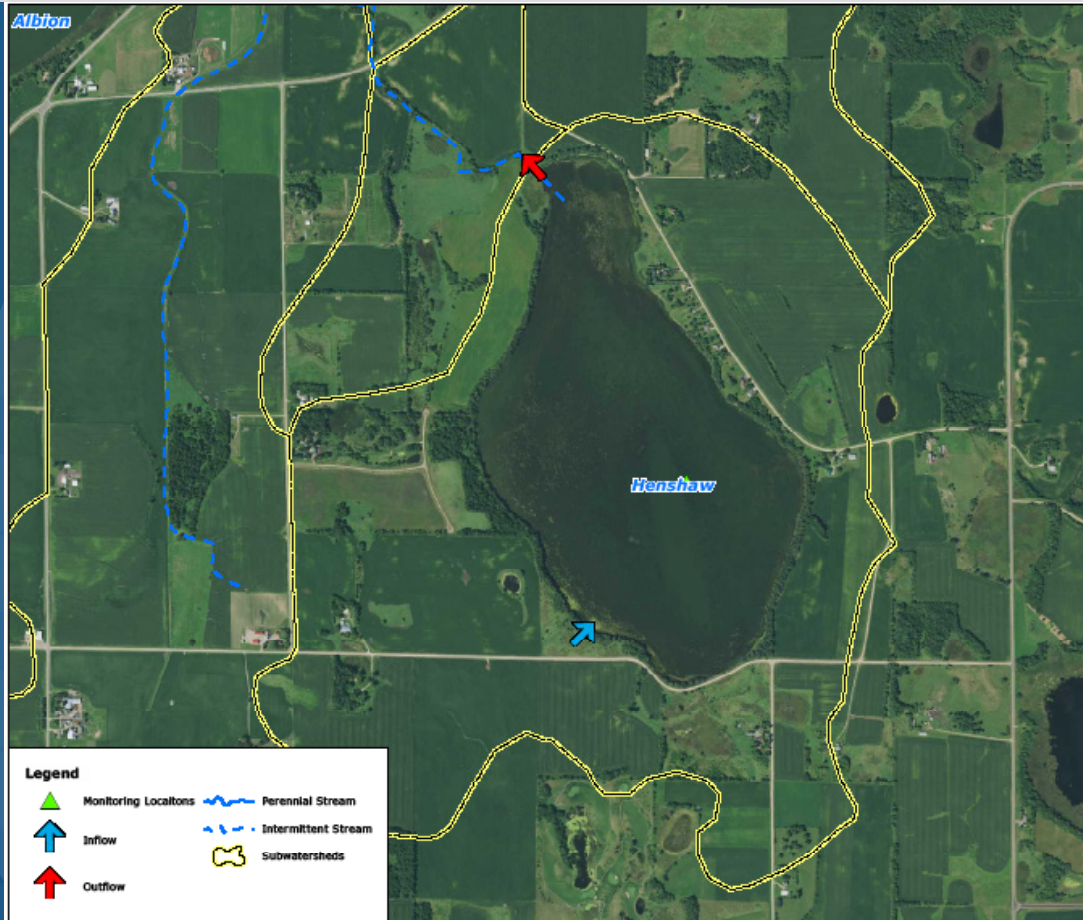 Albion
Henshaw
Legend
Monitoring Locaitons
Perennial Stream
Inflow
Intermittent Stream
Subwatersheds
Outflow